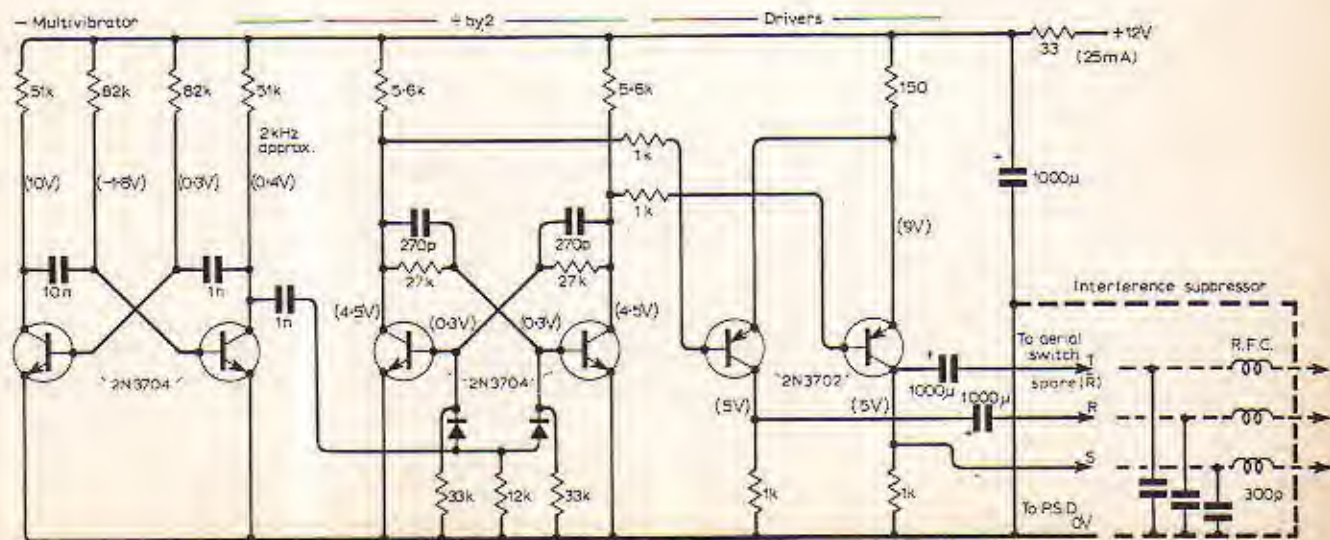 Multivibrator
÷ by2
Drivers
33
+12V
(25mA)
51k
82k
82k
51k
5·6k
5·6k
150
2kHz
approx.
1k
1k
1000μ
(10V)
(-1·8V)
(0·3V)
(0·4V)
(9V)
10n
1n
1n
270p
270p
27k
27k
(4·5V)
(0·3V)
(0·3V)
(4·5V)
'2N3704'
'2N3704'
'2N3702'
Interference suppressor
To aerial
switch
T
R.F.C.
spare (R)
1000μ
1000μ
R
(5V)
(5V)
S
33k
12k
33k
1k
1k
300p
To P.S.D.
0V